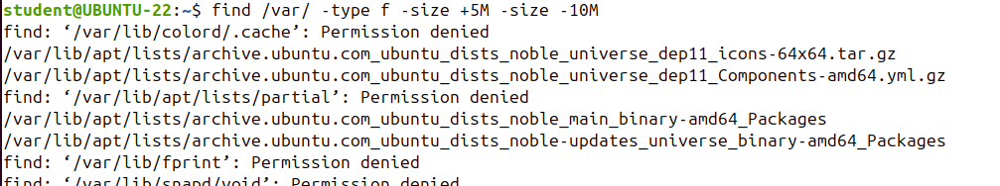 student@UBUNTU-22:~$ find /var/ -type f -size +5M -size -10M
find: ‘/var/lib/colord/.cache’: Permission denied
/var/lib/apt/lists/archive.ubuntu.com_ubuntu_dists_noble_universe_dep11_icons-64x64.tar.gz
/var/lib/apt/lists/archive.ubuntu.com_ubuntu_dists_noble_universe_dep11_Components-amd64.yml.gz
find: ‘/var/lib/apt/lists/partial’: Permission denied
/var/lib/apt/lists/archive.ubuntu.com_ubuntu_dists_noble_main_binary-amd64_Packages
/var/lib/apt/lists/archive.ubuntu.com_ubuntu_dists_noble-updates_universe_binary-amd64_Packages
find: ‘/var/lib/fprint’: Permission denied
find: ‘/var/lib/snapd/void’: Permission denied